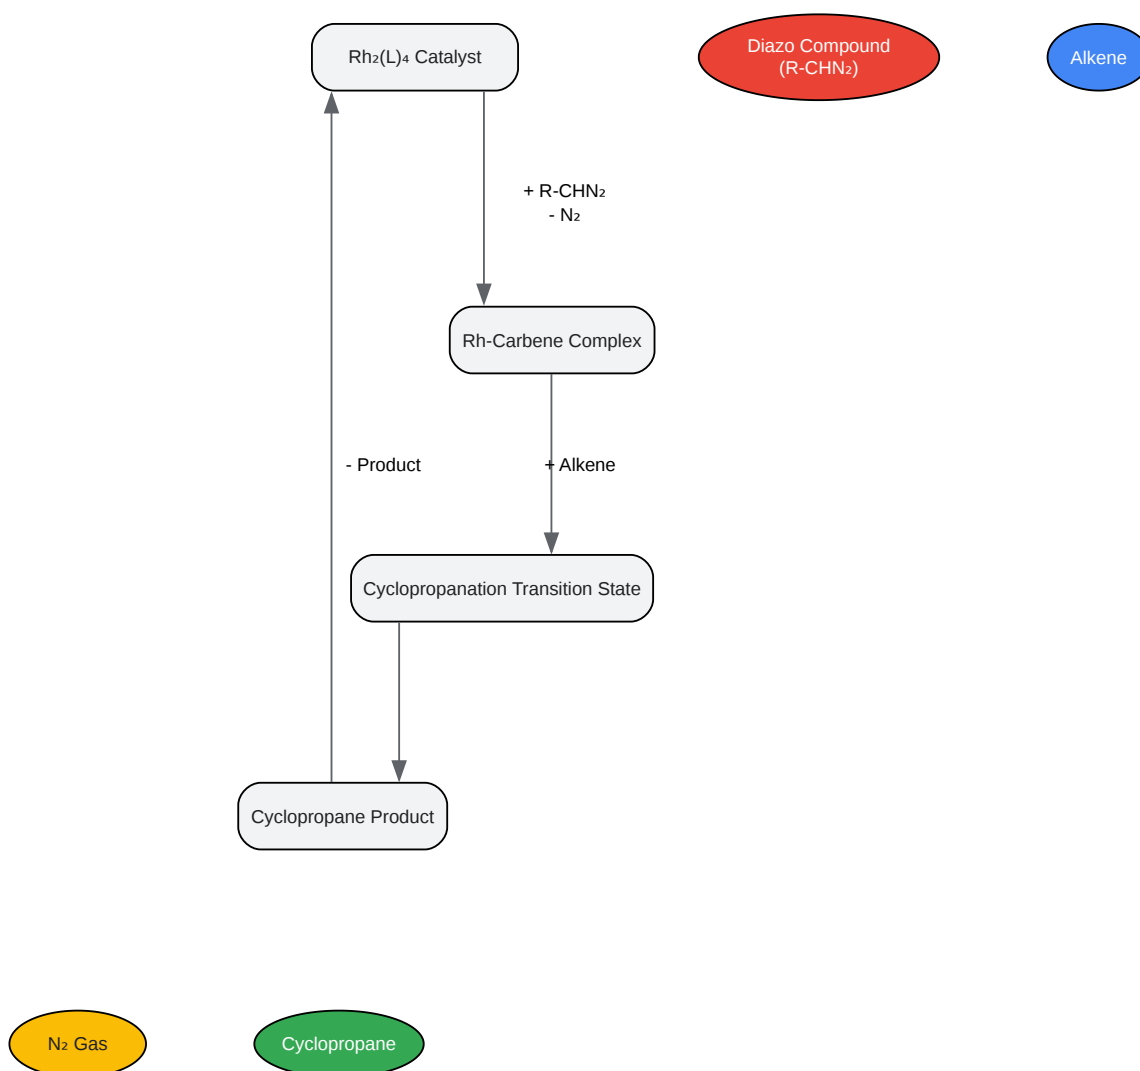 Rh₂(L)₄ Catalyst
Diazo Compound
(R-CHN₂)
Alkene
+ R-CHN₂
- N₂
Rh-Carbene Complex
- Product
+ Alkene
Cyclopropanation Transition State
Cyclopropane Product
N₂ Gas
Cyclopropane